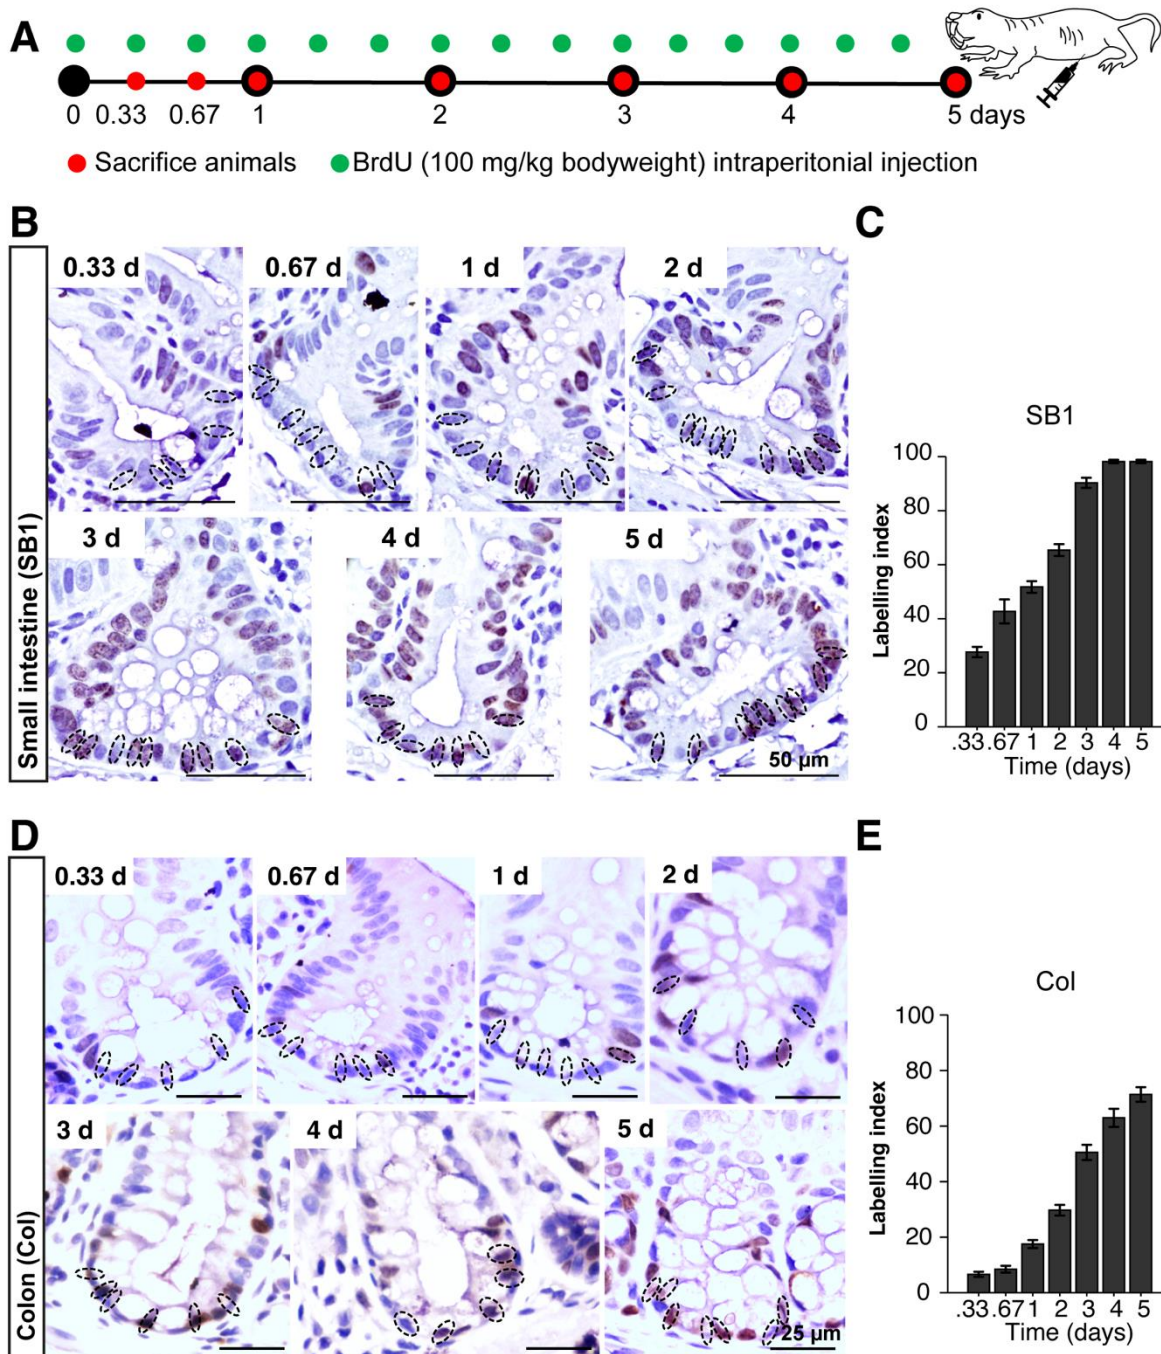 A
0 0.33 0.67 1 2 3 4 5 days
Sacrifice animals BrdU (100 mg/kg bodyweight) intraperitonial injection
B
Small intestine (SB1)
0.33 d 0.67 d 1 d 2 d
3 d 4 d 5 d
50 µm
C
SB1
Labelling index
100
80
60
40
20
0
.33 .67 1 2 3 4 5
Time (days)
D
Colon (Col)
0.33 d 0.67 d 1 d 2 d
3 d 4 d 5 d
25 µm
E
Col
Labelling index
100
80
60
40
20
0
.33 .67 1 2 3 4 5
Time (days)